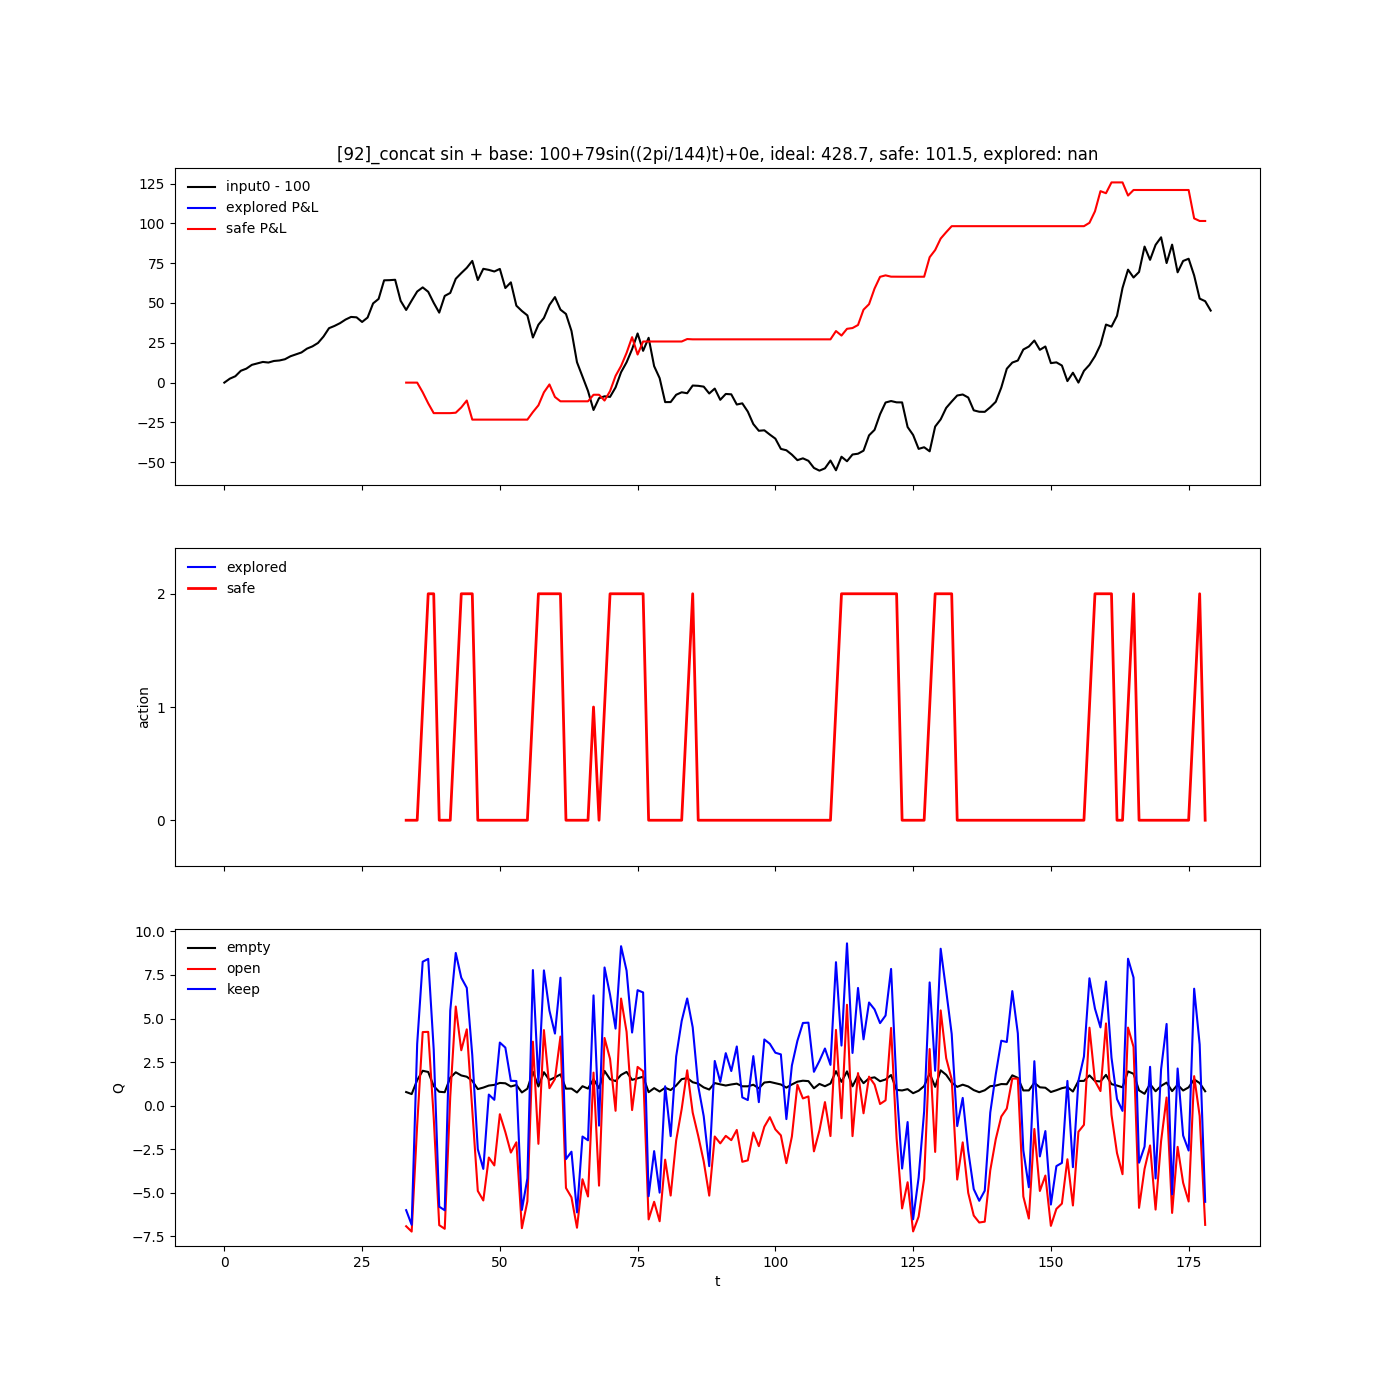 [92]_concat sin + base: 100+79sin((2pi/144)t)+0e, ideal: 428.7, safe: 101.5, explored: nan
input0 - 100
explored P&L
safe P&L
125
100
75
50
25
0
−25
−50
explored
safe
2
1
0
action
empty
open
keep
10.0
7.5
5.0
2.5
0.0
−2.5
−5.0
−7.5
Q
0 25 50 75 100 125 150 175
t